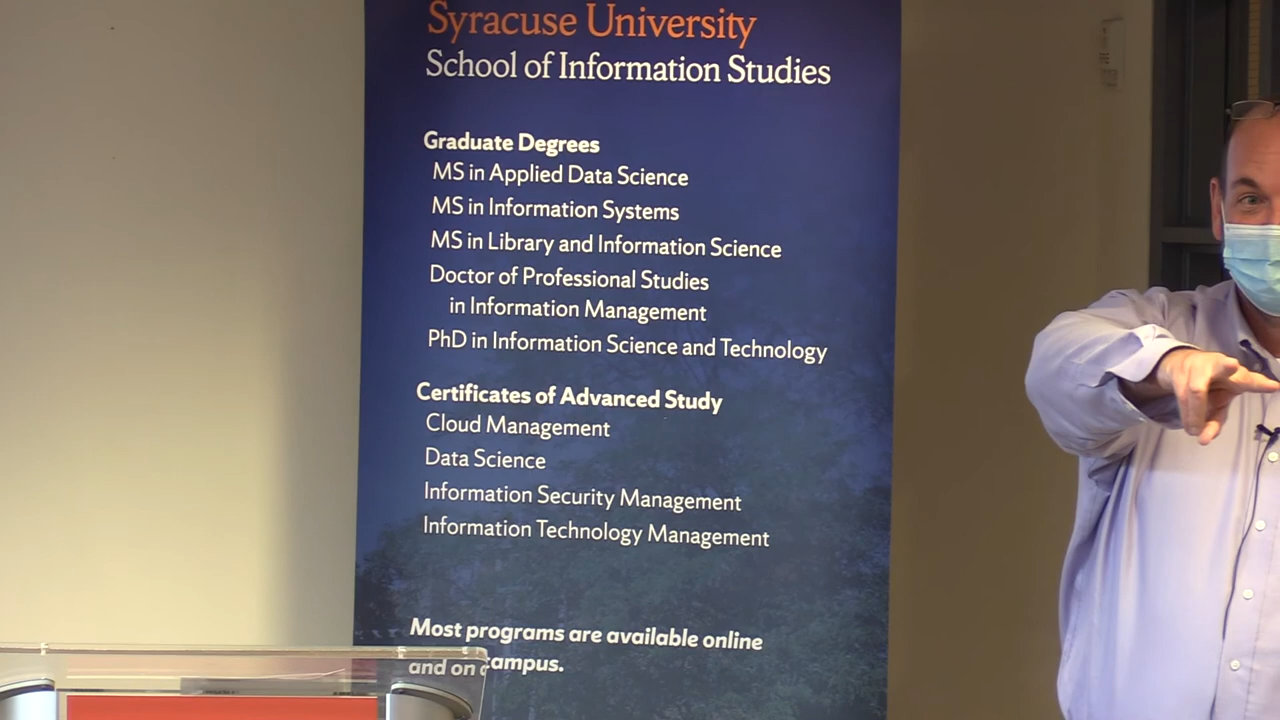 Syracuse University
School of Information Studies
Graduate Degrees
MS in Applied Data Science
MS in Information Systems
MS in Library and Information Science
Doctor of Professional Studies
in Information Management
PhD in Information Science and Technology
Certificates of Advanced Study
Cloud Management
Data Science
Information Security Management
Information Technology Management
Most programs are available online
and on campus.